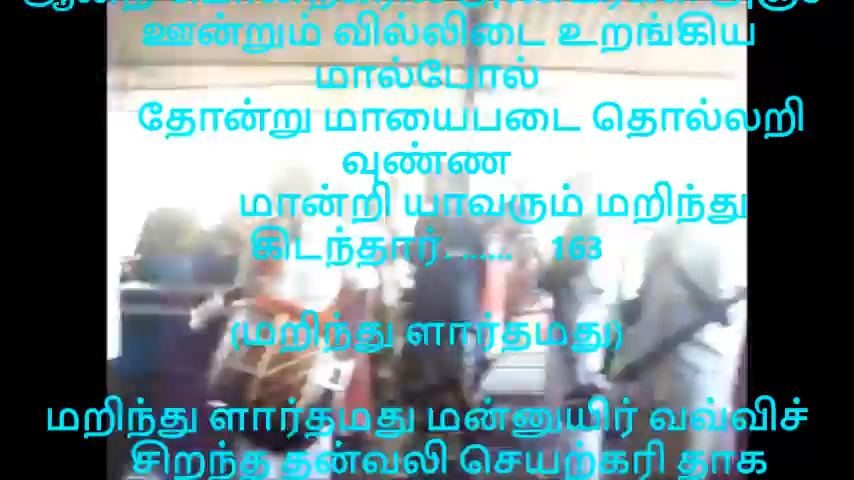 ஊன்றும் வில்லிடை உறங்கிய
மால்போல்
தோன்று மாயைபடை தொல்லறி
வுண்ண
மான்றி யாவரும் மறிந்து
கிடந்தார். ...... 163
(மறிந்து ளார்தமது)
மறிந்து ளார்தமது மன்னுயிர் வவ்விச்
சிறந்த தன்வலி செயற்கரி தாக